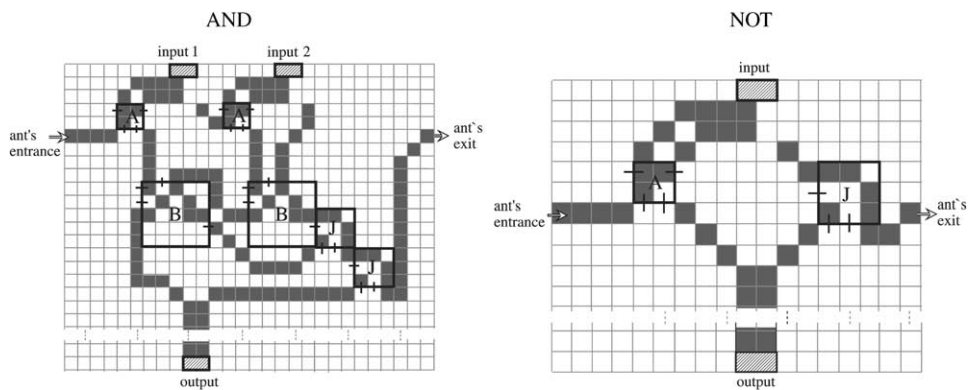 AND
NOT
input 1
input 2
A
A
ant's
entrance
ant`s
exit
B
B
J
J
output
input
A
J
ant's
entrance
ant`s
exit
output